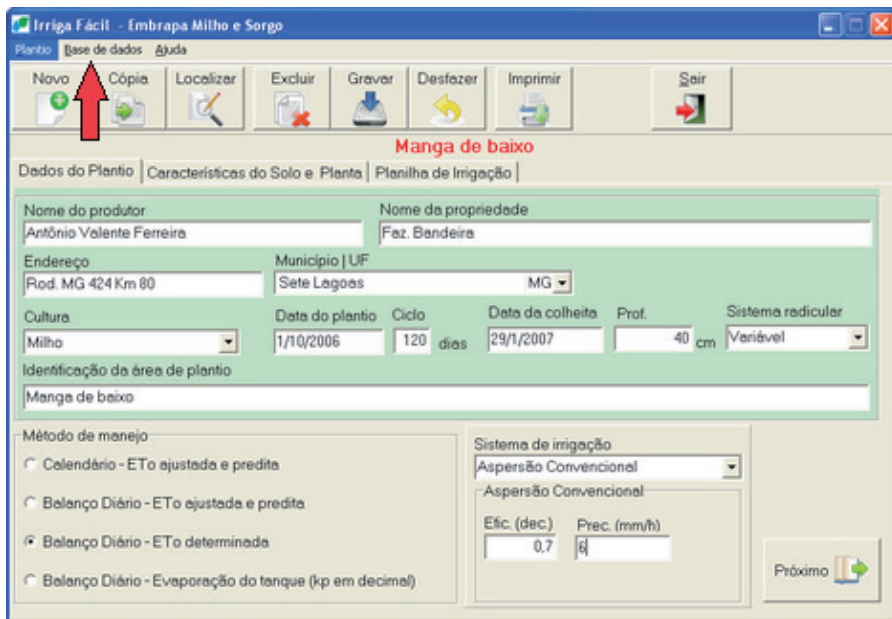 Irriga Fácil - Embrapa Milho e Sorgo
Plantio Base de dados Ajuda
Novo Cópia Localizar Excluir Gravar Desfazer Imprimir Sair
Manga de baixo
Dados do Plantio Características do Solo e Planta Planilha de Irrigação
Nome do produtor Nome da propriedade
Antônio Valente Ferreira Faz. Bandeira
Endereço Município | UF
Rod. MG 424 Km 80 Sete Lagoas MG
Cultura Data do plantio Ciclo Data da colheita Prof. Sistema radicular
Milho 1/10/2006 120 dias 29/1/2007 40 cm Variável
Identificação da área de plantio
Manga de baixo
Método de manejo
Calendário - ETo ajustada e predita
Balanço Diário - ETo ajustada e predita
Balanço Diário - ETo determinada
Balanço Diário - Evaporação do tanque (kp em decimal)
Sistema de irrigação
Aspersão Convencional
Aspersão Convencional
Efic. (dec.) Prec. (mm/h)
0,7 6
Próximo